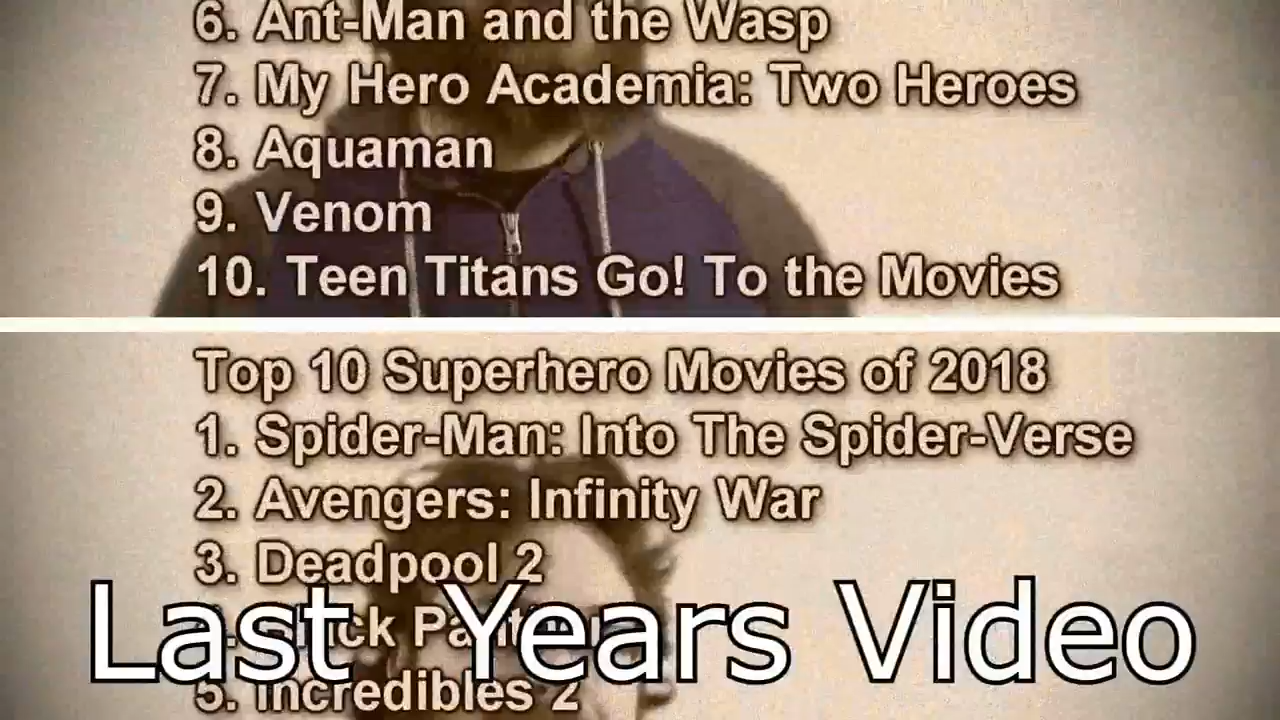 6. Ant-Man and the Wasp
7. My Hero Academia: Two Heroes
8. Aquaman
9. Venom
10. Teen Titans Go! To the Movies
Top 10 Superhero Movies of 2018
1. Spider-Man: Into The Spider-Verse
2. Avengers: Infinity War
3. Deadpool 2
Last Years Video
5. Incredibles 2